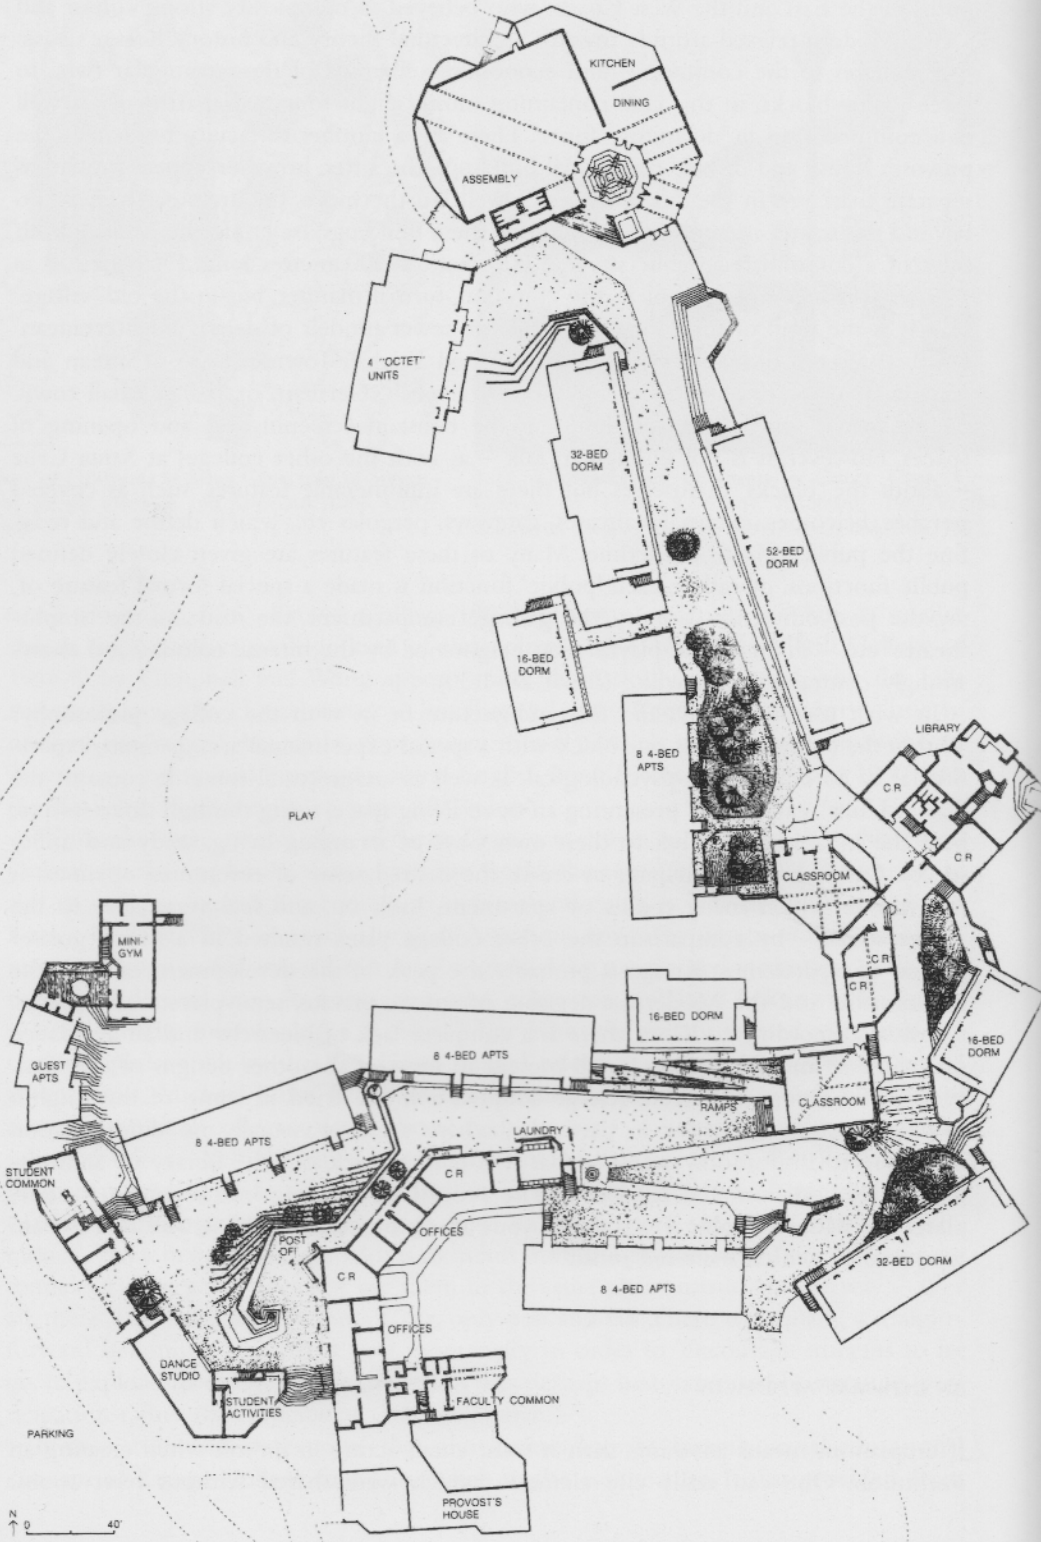 KITCHEN
DINING
ASSEMBLY
4 "OCTET"
UNITS
32-BED
DORM
52-BED
DORM
16-BED
DORM
LIBRARY
C R
8 4-BED
APTS
PLAY
C R
CLASSROOM
MINI-
GYM
C R
C R
16-BED DORM
16-BED
DORM
8 4-BED APTS
GUEST
APTS
CLASSROOM
RAMPS
LAUNDRY
8 4-BED APTS
STUDENT
COMMON
C R
OFFICES
POST
OF!
32-BED DORM
C R
8 4-BED APTS
OFFICES
DANCE
STUDIO
STUDENT
ACTIVITIES
FACULTY COMMON
PARKING
PROVOST'S
HOUSE
N
0 40'